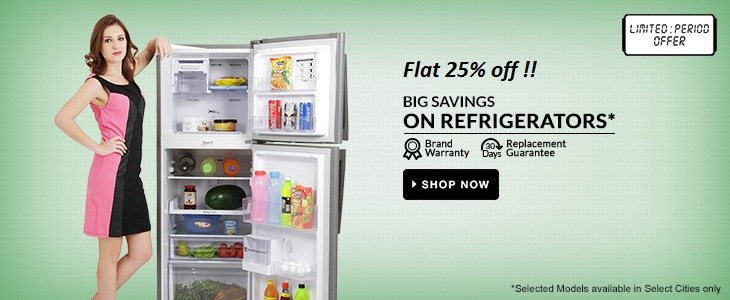 LIMITED : PERIOD
OFFER
Flat 25% off !!
BIG SAVINGS
ON REFRIGERATORS*
Brand
Warranty
30
Days
Replacement
Guarantee
SHOP NOW
*Selected Models available in Select Cities only